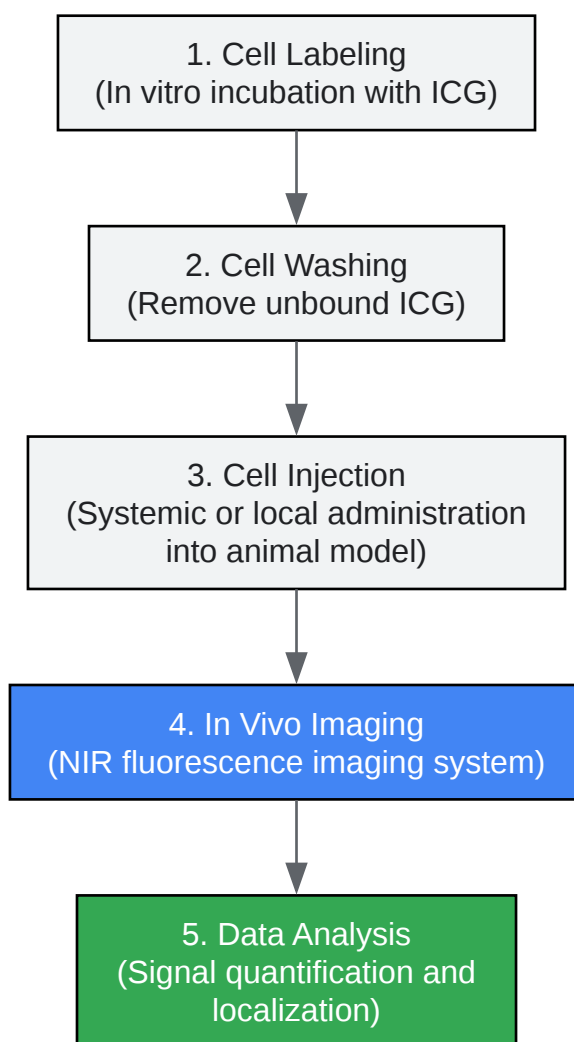 1. Cell Labeling
(In vitro incubation with ICG)
2. Cell Washing
(Remove unbound ICG)
3. Cell Injection
(Systemic or local administration
into animal model)
4. In Vivo Imaging
(NIR fluorescence imaging system)
5. Data Analysis
(Signal quantification and
localization)